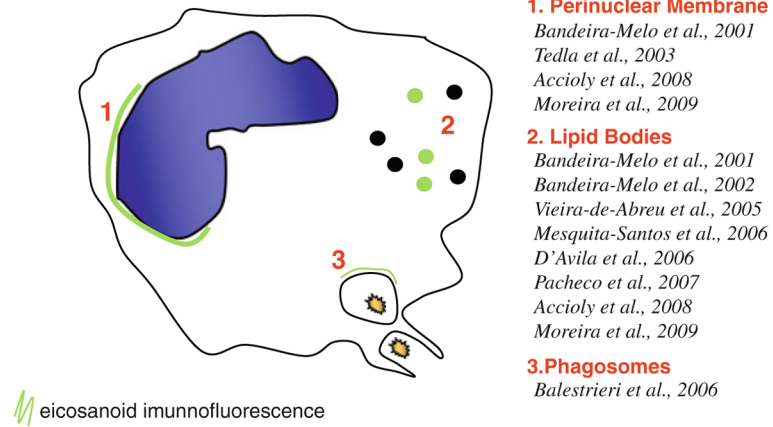 1. Perinuclear Membrane
Bandeira-Melo et al., 2001
Tedla et al., 2003
Accioly et al., 2008
Moreira et al., 2009
2. Lipid Bodies
Bandeira-Melo et al., 2001
Bandeira-Melo et al., 2002
Vieira-de-Abreu et al., 2005
Mesquita-Santos et al., 2006
D'Avila et al., 2006
Pacheco et al., 2007
Accioly et al., 2008
Moreira et al., 2009
3.Phagosomes
Balestrieri et al., 2006
1
2
3
eicosanoid imunnofluorescence